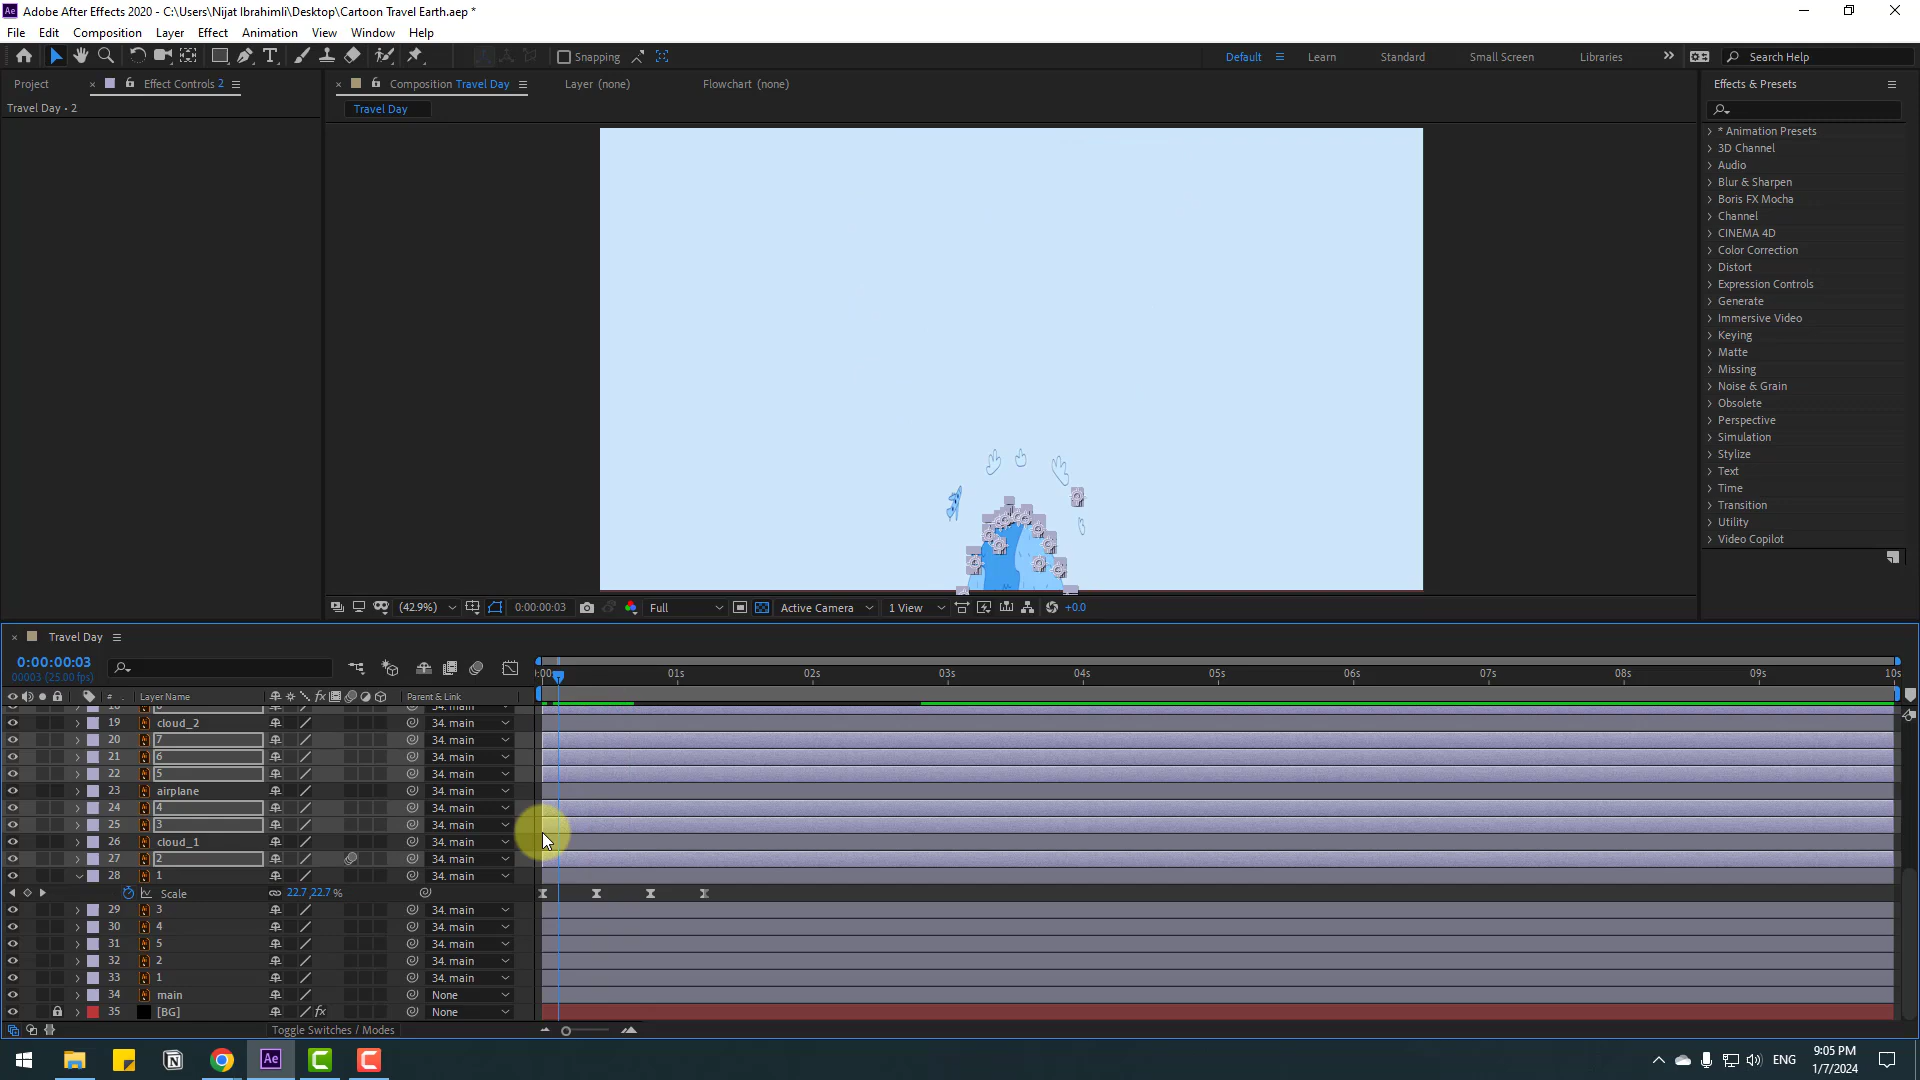 Adobe After Effects 2020 - C:\Users\Nijat Ibrahimli\Desktop\Cartoon Travel Earth.aep *
File Edit Composition Layer Effect Animation View Window Help
Snapping Default Learn Standard Small Screen Libraries Search Help
Project Effect Controls 2 Composition Travel Day Layer (none) Flowchart (none) Effects & Presets
Travel Day • 2
Travel Day
* Animation Presets
3D Channel
Audio
Blur & Sharpen
Boris FX Mocha
Channel
CINEMA 4D
Color Correction
Distort
Expression Controls
Generate
Immersive Video
Keying
Matte
Missing
Noise & Grain
Obsolete
Perspective
Simulation
Stylize
Text
Time
Transition
Utility
Video Copilot
(42.9%) 0:00:00:03 Full Active Camera 1 View +0.0
Travel Day
0:00:00:03
00003 (25.00 fps)
:00 01s 02s 03s 04s 05s 06s 07s 08s 09s 10s
# Layer Name fx Parent & Link
34. main
19 cloud_2 34. main
20 7 34. main
21 6 34. main
22 5 34. main
23 airplane 34. main
24 4 34. main
25 3 34. main
26 cloud_1 34. main
27 2 34. main
28 1 34. main
Scale 22.7,22.7 %
29 3 34. main
30 4 34. main
31 5 34. main
32 2 34. main
33 1 34. main
34 main None
35 [BG] fx None
Toggle Switches / Modes
Ae ENG 9:05 PM
1/7/2024